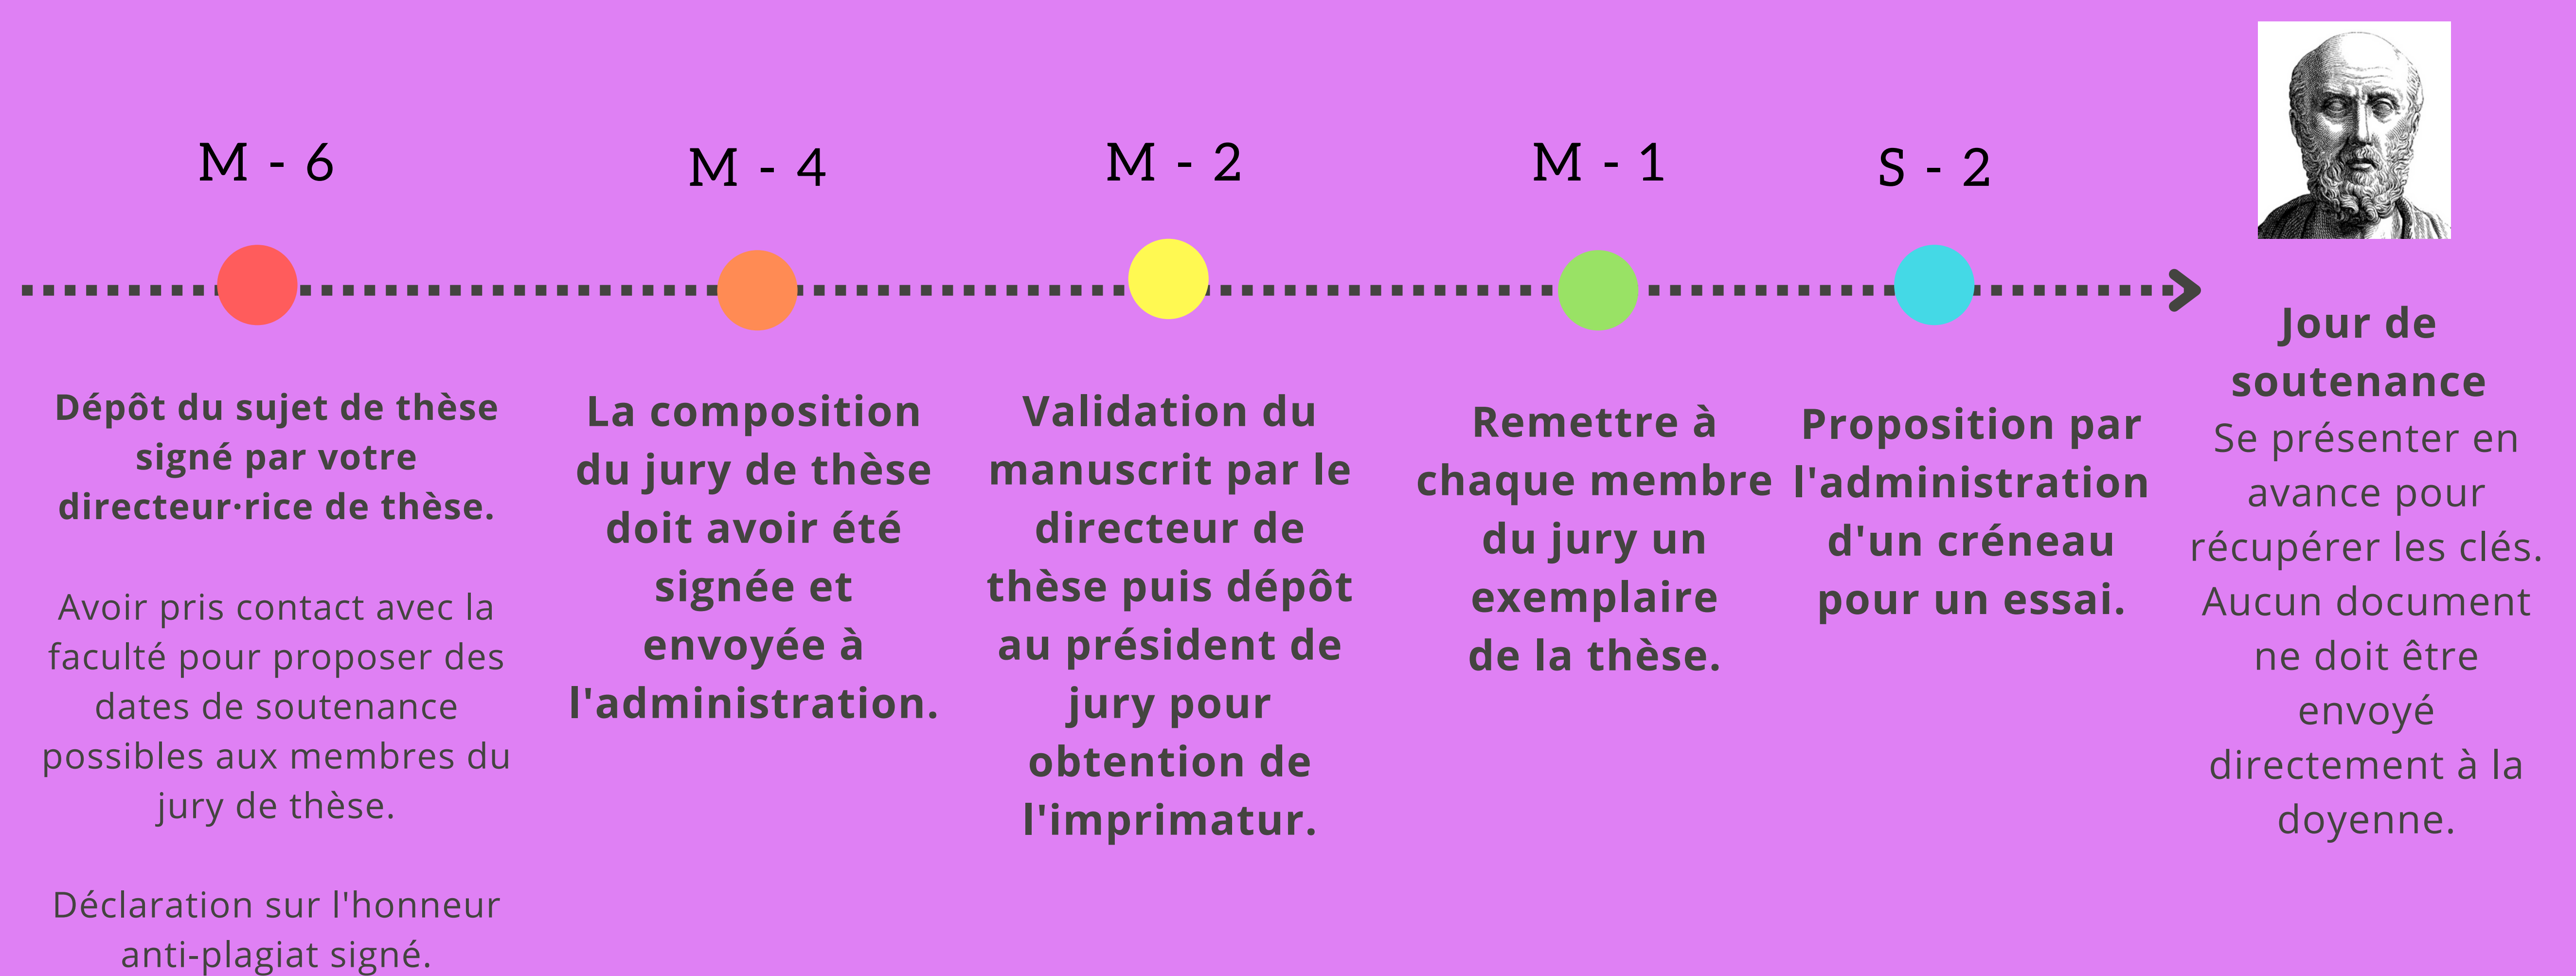 M - 6
Dépôt du sujet de thèse
signé par votre
directeur·rice de thèse.
Avoir pris contact avec la
faculté pour proposer des
dates de soutenance
possibles aux membres du
jury de thèse.
Déclaration sur l'honneur
anti-plagiat signé.
M - 4
La composition
du jury de thèse
doit avoir été
signée et
envoyée à
l'administration.
M - 2
Validation du
manuscrit par le
directeur de
thèse puis dépôt
au président de
jury pour
obtention de
l'imprimatur.
M - 1
Remettre à
chaque membre
du jury un
exemplaire
de la thèse.
S - 2
Proposition par
l'administration
d'un créneau
pour un essai.
Jour de
soutenance
Se présenter en
avance pour
récupérer les clés.
Aucun document
ne doit être
envoyé
directement à la
doyenne.